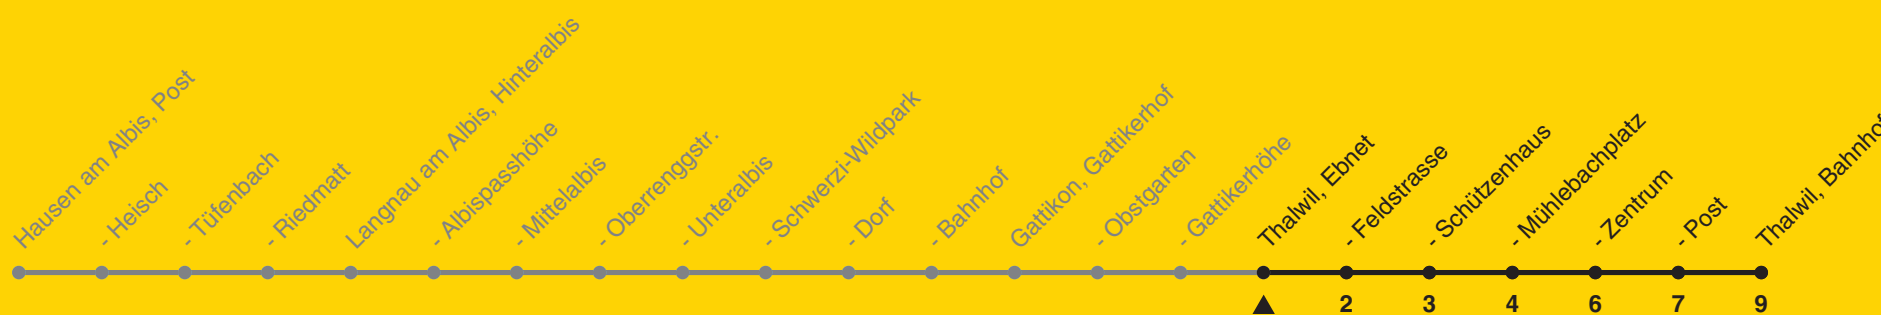 Hausen am Albis, Post
- Heisch
- Tüfenbach
- Riedmatt
Langnau am Albis, Hinteralbis
- Albispasshöhe
- Mittelalbis
- Oberrenggstr.
- Unteralbis
- Schwerzi-Wildpark
- Dorf
- Bahnhof
Gattikon, Gattikerhof
- Obstgarten
- Gattikerhöhe
Thalwil, Ebnet
- Feldstrasse
- Schützenhaus
- Mühlebachplatz
- Zentrum
- Post
Thalwil, Bahnhof
2 3 4 6 7 9